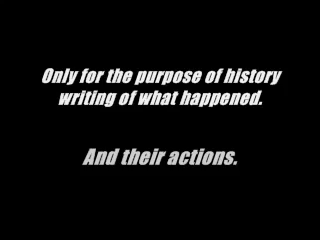 Only for the purpose of history
writing of what happened.
And their actions.